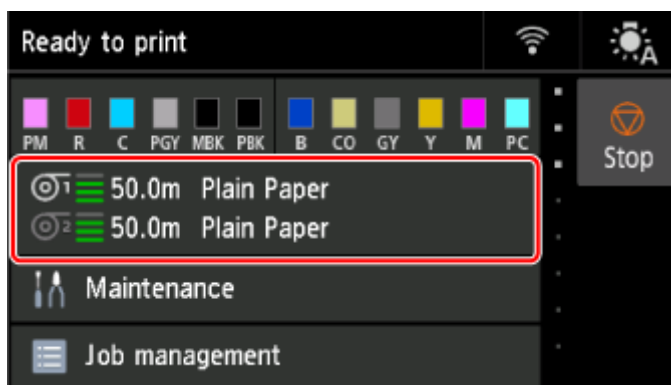 Ready to print
A
PM R C PGY MBK PBK B CO GY Y M PC
Stop
1 50.0m Plain Paper
2 50.0m Plain Paper
Maintenance
Job management